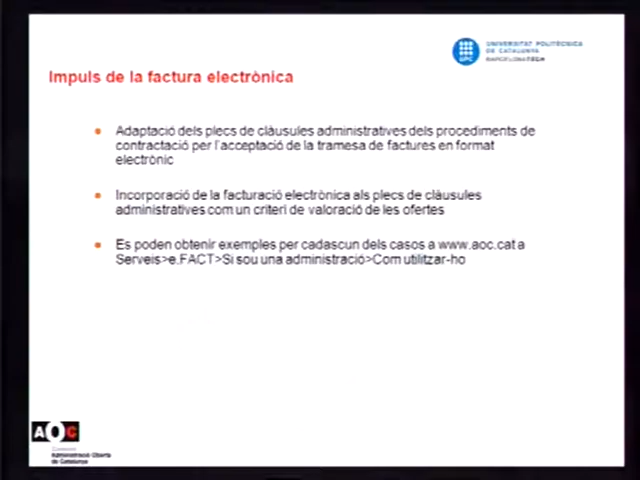 UNIVERSITAT POLITÈCNICA
DE CATALUNYA
BARCELONATECH
UPC
Impuls de la factura electrònica
Adaptació dels plecs de clàusules administratives dels procediments de
contractació per l'acceptació de la tramesa de factures en format
electrònic
Incorporació de la facturació electrònica als plecs de clàusules
administratives com un criteri de valoració de les ofertes
Es poden obtenir exemples per cadascun dels casos a www.aoc.cat a
Serveis>e.FACT>Si sou una administració>Com utilitzar-ho
AOC
Consorci
Administració Oberta
de Catalunya